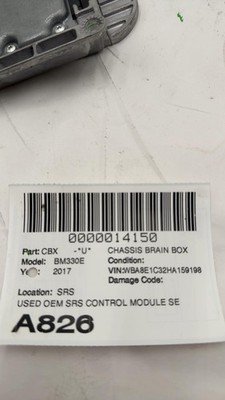 0000014150
Part: CBX -*U* CHASSIS BRAIN BOX
Model: BM330E Condition:
2017 VIN:WBA8E1C32HA159198
Damage Code:
Location: SRS
USED OEM SRS CONTROL MODULE SE
A826